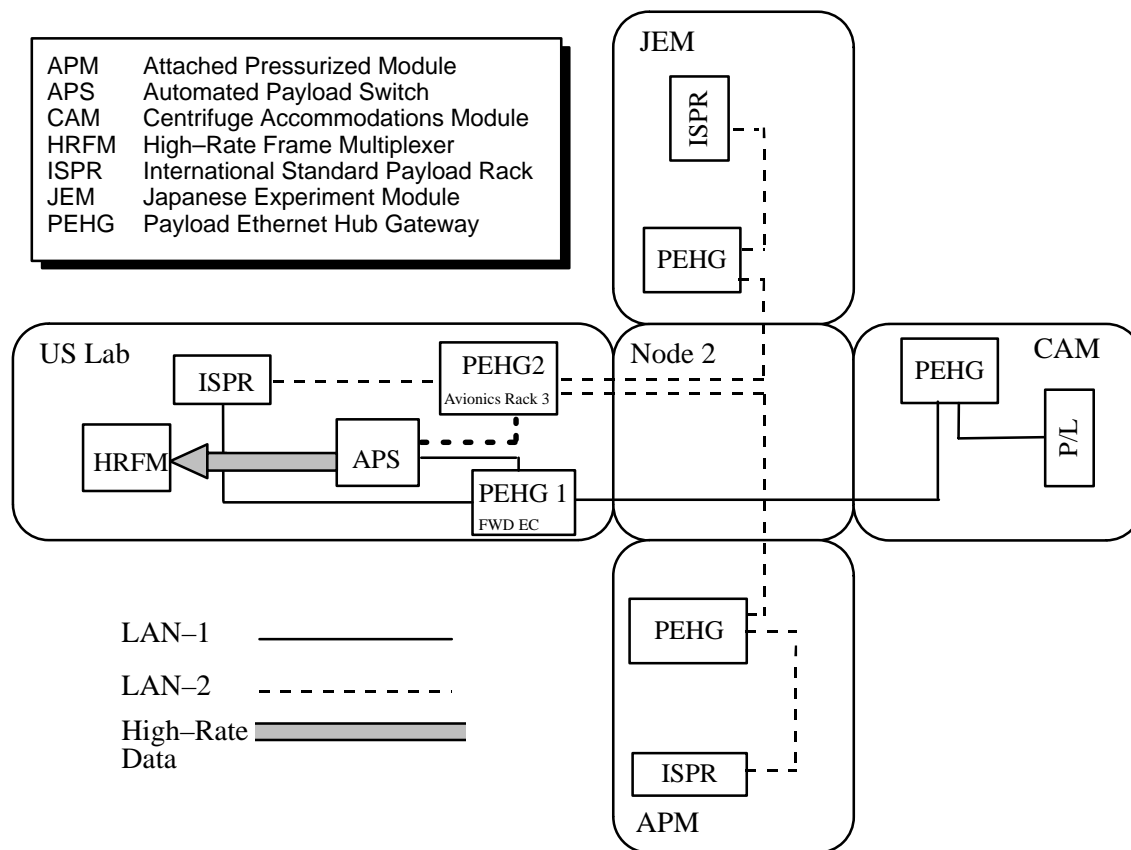 APM Attached Pressurized Module
APS Automated Payload Switch
CAM Centrifuge Accommodations Module
HRFM High–Rate Frame Multiplexer
ISPR International Standard Payload Rack
JEM Japanese Experiment Module
PEHG Payload Ethernet Hub Gateway
JEM
ISPR
PEHG
US Lab
ISPR
PEHG2
Avionics Rack 3
HRFM
APS
PEHG 1
FWD EC
Node 2
PEHG
CAM
P/L
PEHG
ISPR
APM
LAN–1
LAN–2
High–Rate
Data